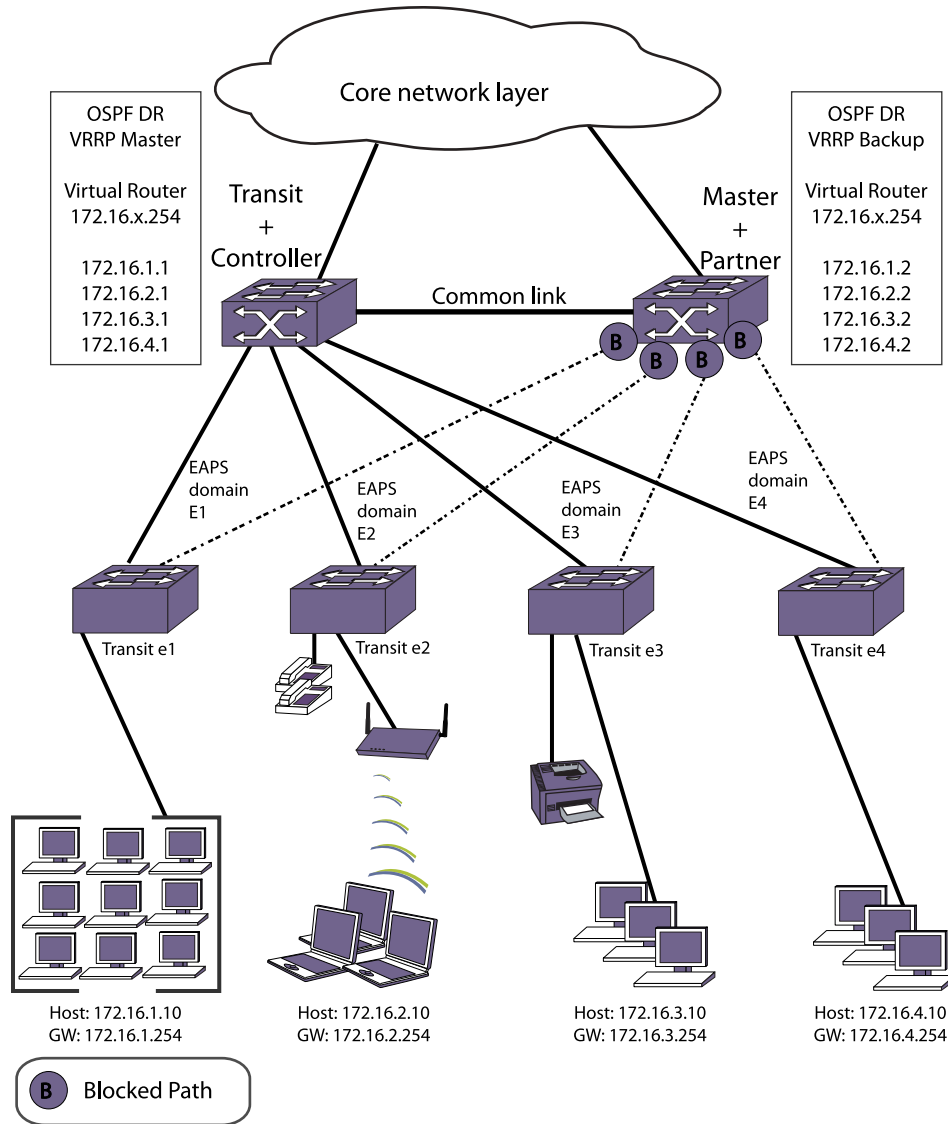 Core network layer
OSPF DR
VRRP Master
Virtual Router
172.16.x.254
172.16.1.1
172.16.2.1
172.16.3.1
172.16.4.1
OSPF DR
VRRP Backup
Virtual Router
172.16.x.254
172.16.1.2
172.16.2.2
172.16.3.2
172.16.4.2
Transit
+
Controller
Master
+
Partner
Common link
B
B
B
B
EAPS
domain
E1
EAPS
domain
E2
EAPS
domain
E3
EAPS
domain
E4
Transit e1
Transit e2
Transit e3
Transit e4
Host: 172.16.1.10
GW: 172.16.1.254
Host: 172.16.2.10
GW: 172.16.2.254
Host: 172.16.3.10
GW: 172.16.3.254
Host: 172.16.4.10
GW: 172.16.4.254
B Blocked Path